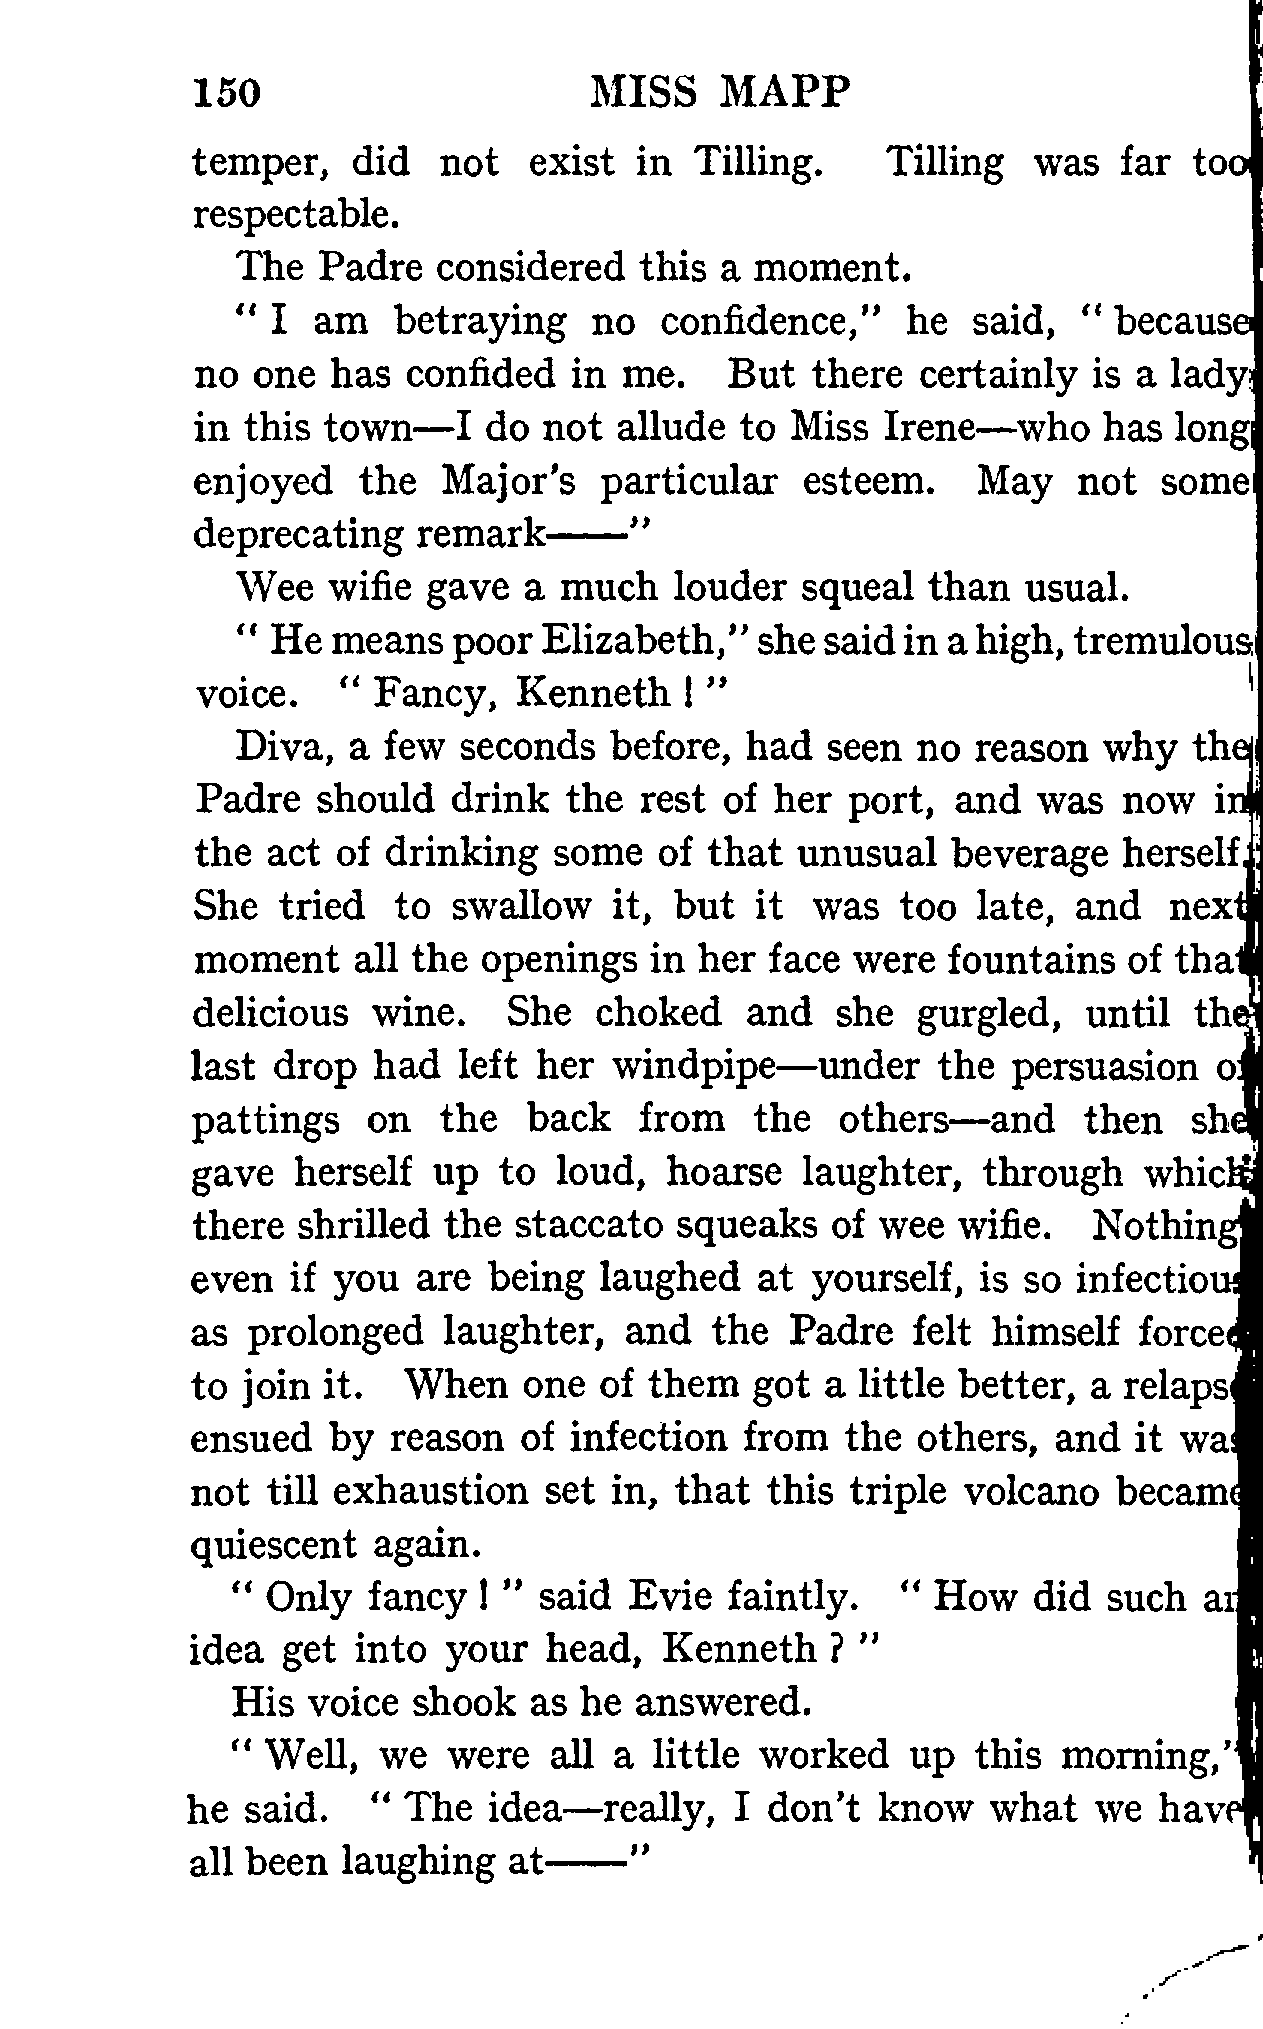 150 MISS MAPP
temper, did not exist in Tilling. Tilling was far too
respectable.
The Padre considered this a moment.
“ I am betraying no confidence,” he said, “ because
no one has confided in me. But there certainly is a lady
in this town—I do not allude to Miss Irene—who has long
enjoyed the Major's particular esteem. May not some
deprecating remark——”
Wee wifie gave a much louder squeal than usual.
“ He means poor Elizabeth,” she said in a high, tremulous
voice. “ Fancy, Kenneth ! ”
Diva, a few seconds before, had seen no reason why the
Padre should drink the rest of her port, and was now in
the act of drinking some of that unusual beverage herself.
She tried to swallow it, but it was too late, and next
moment all the openings in her face were fountains of that
delicious wine. She choked and she gurgled, until the
last drop had left her windpipe—under the persuasion of
pattings on the back from the others—and then she
gave herself up to loud, hoarse laughter, through which
there shrilled the staccato squeaks of wee wifie. Nothing
even if you are being laughed at yourself, is so infectious
as prolonged laughter, and the Padre felt himself forced
to join it. When one of them got a little better, a relapse
ensued by reason of infection from the others, and it was
not till exhaustion set in, that this triple volcano became
quiescent again.
“ Only fancy ! ” said Evie faintly. “ How did such an
idea get into your head, Kenneth ? ”
His voice shook as he answered.
“ Well, we were all a little worked up this morning,”
he said. “ The idea—really, I don't know what we have
all been laughing at——”